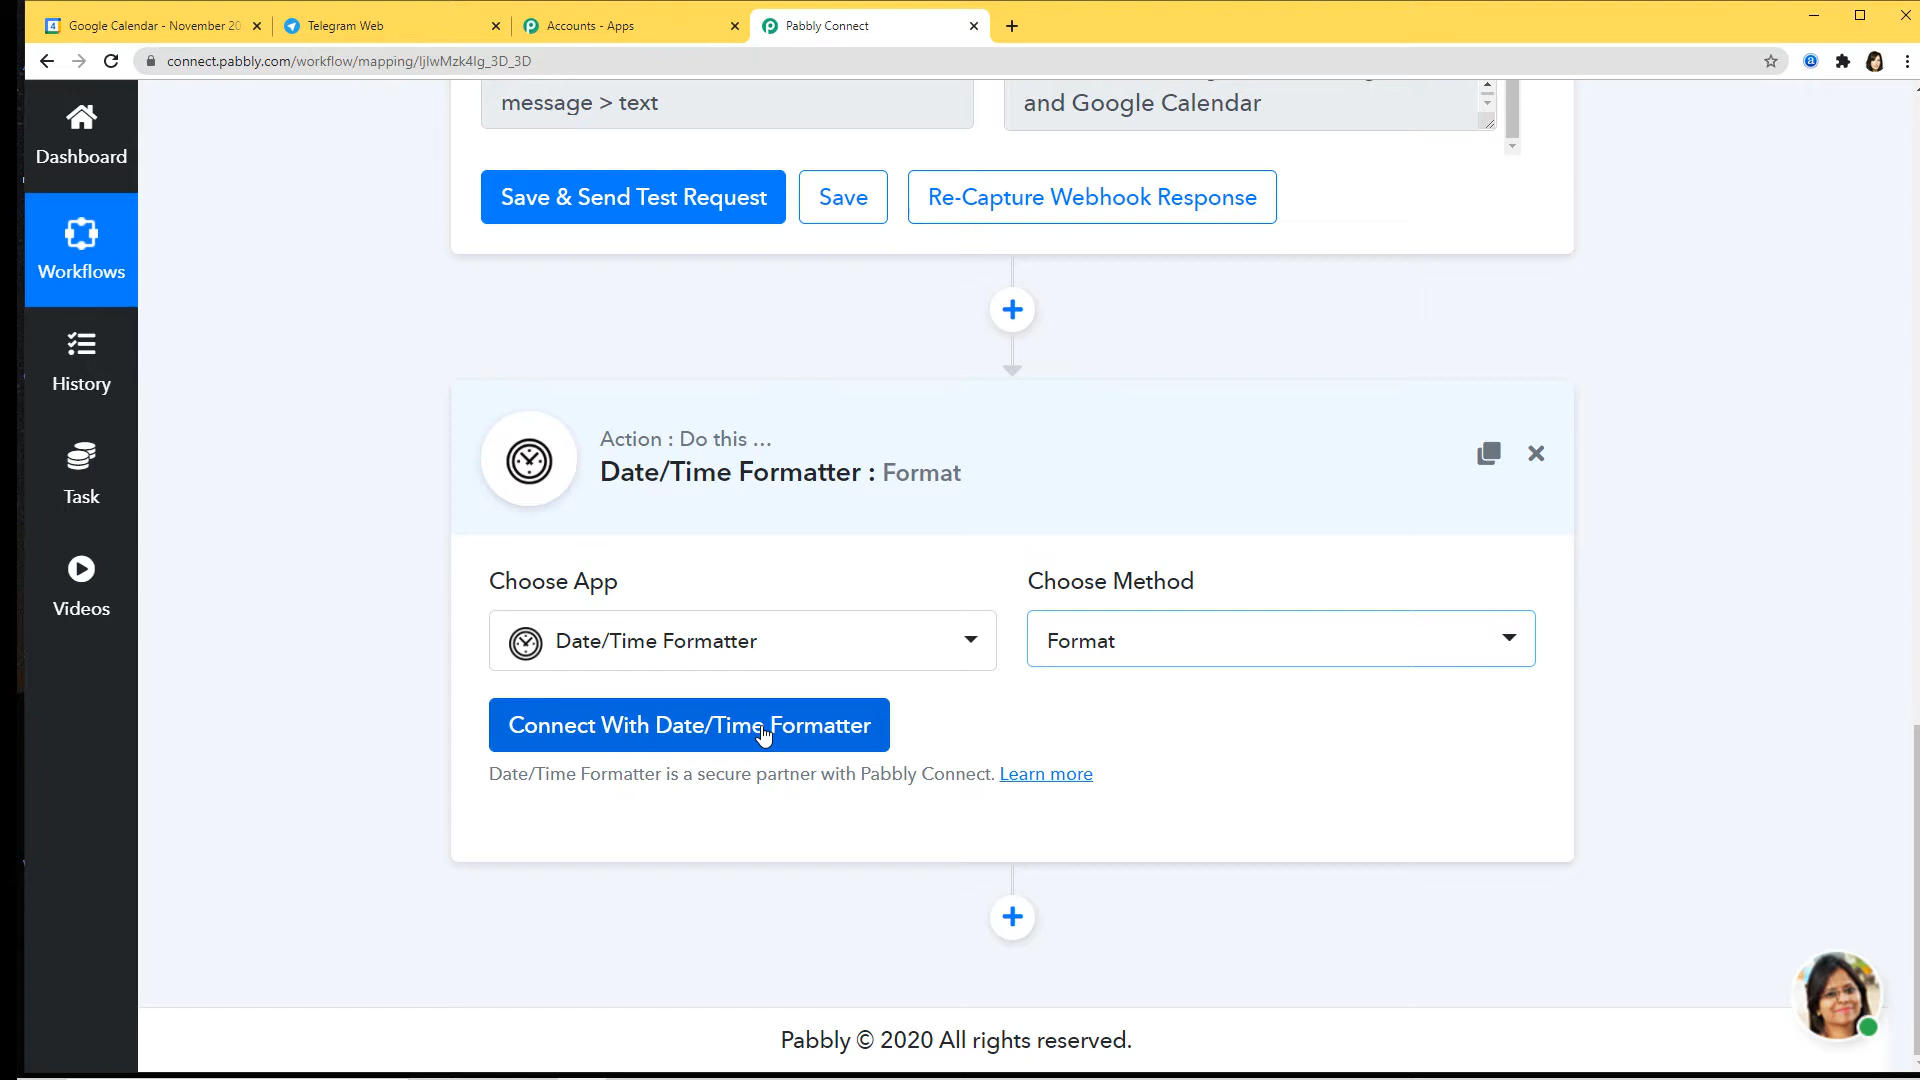 Google Calendar - November 20
Telegram Web
Accounts - Apps
Pabbly Connect
connect.pabbly.com/workflow/mapping/IjIwMzk4Ig_3D_3D
Dashboard
Workflows
History
Task
Videos
message > text
and Google Calendar
Save & Send Test Request
Save
Re-Capture Webhook Response
Action : Do this ...
Date/Time Formatter : Format
Choose App
Choose Method
Date/Time Formatter
Format
Connect With Date/Time Formatter
Date/Time Formatter is a secure partner with Pabbly Connect. Learn more
Pabbly © 2020 All rights reserved.